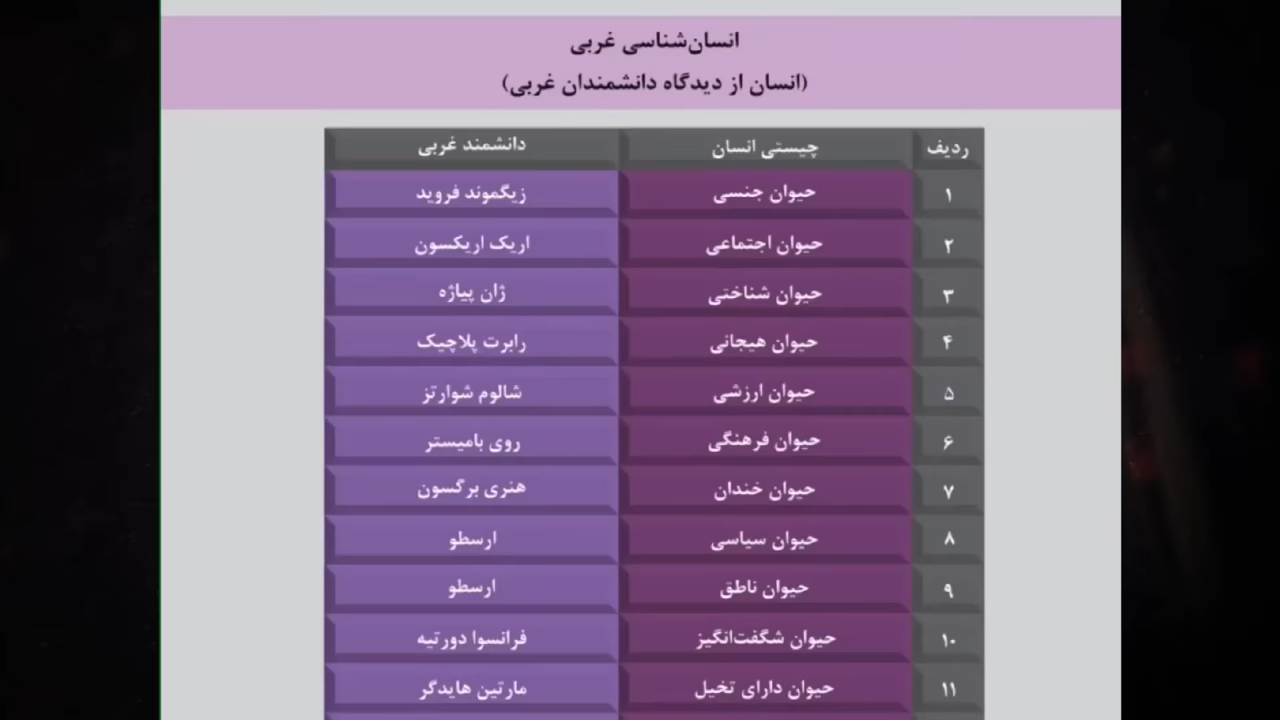 انسان‌شناسی غربی
(انسان از دیدگاه دانشمندان غربی)
ردیف چیستی انسان دانشمند غربی
۱ حیوان جنسی زیگموند فروید
۲ حیوان اجتماعی اریک اریکسون
۳ حیوان شناختی ژان پیاژه
۴ حیوان هیجانی رابرت پلاچیک
۵ حیوان ارزشی شالوم شوارتز
۶ حیوان فرهنگی روی بامیستر
۷ حیوان خندان هنری برگسون
۸ حیوان سیاسی ارسطو
۹ حیوان ناطق ارسطو
۱۰ حیوان شگفت‌انگیز فرانسوا دورتیه
۱۱ حیوان دارای تخیل مارتین هایدگر